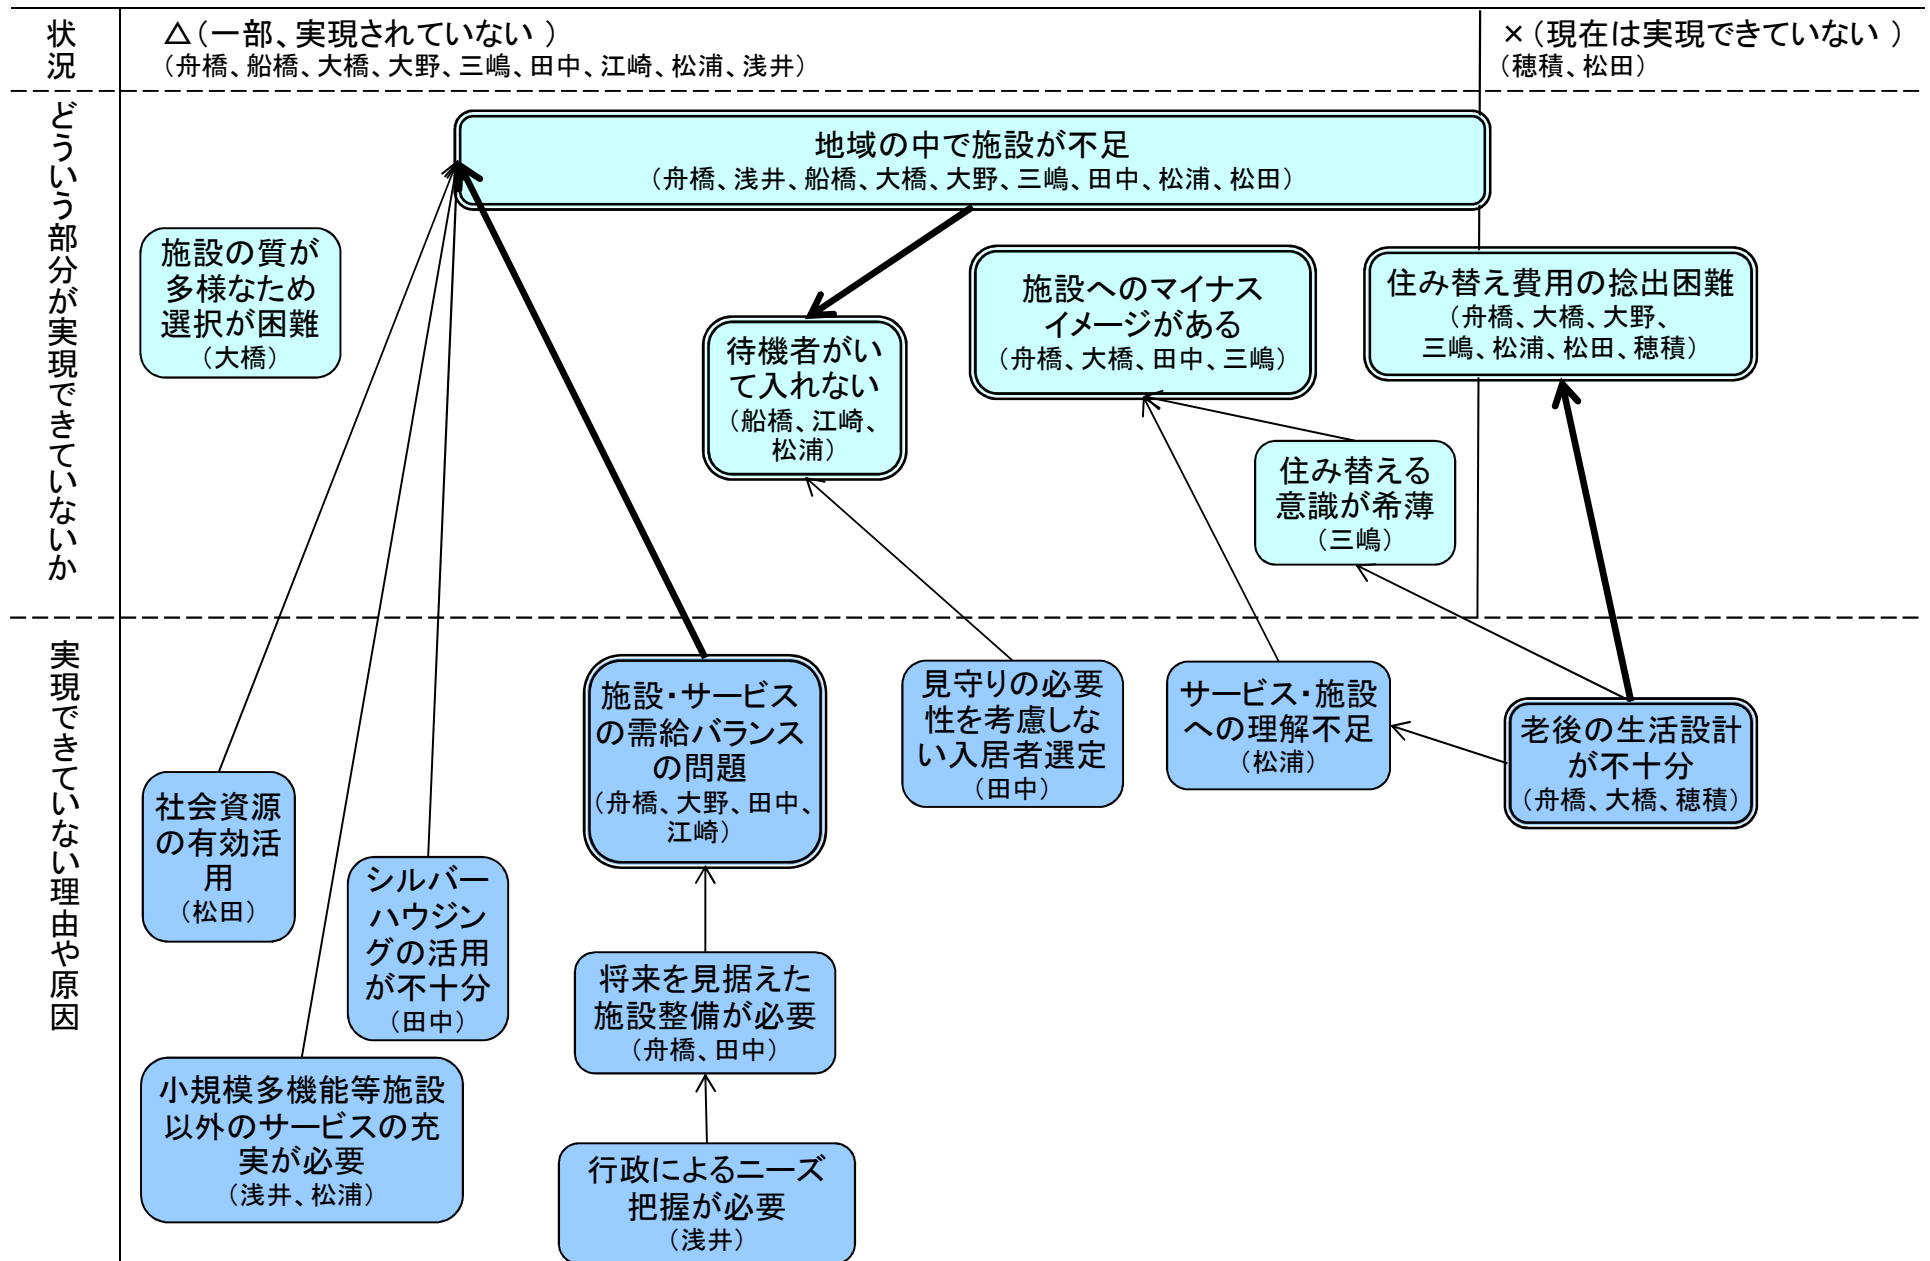 状況
△(一部、実現されていない )
(舟橋、船橋、大橋、大野、三嶋、田中、江崎、松浦、浅井)
×(現在は実現できていない )
(穂積、松田)
どういう部分が実現できていないか
地域の中で施設が不足
(舟橋、浅井、船橋、大橋、大野、三嶋、田中、松浦、松田)
施設の質が
多様なため
選択が困難
(大橋)
待機者がい
て入れない
(船橋、江崎、
松浦)
施設へのマイナス
イメージがある
(舟橋、大橋、田中、三嶋)
住み替え費用の捻出困難
(舟橋、大橋、大野、
三嶋、松浦、松田、穂積)
住み替える
意識が希薄
(三嶋)
実現できていない理由や原因
社会資源
の有効活
用
(松田)
シルバー
ハウジン
グの活用
が不十分
(田中)
小規模多機能等施設
以外のサービスの充
実が必要
(浅井、松浦)
施設・サービス
の需給バランス
の問題
(舟橋、大野、田中、
江崎)
将来を見据えた
施設整備が必要
(舟橋、田中)
行政によるニーズ
把握が必要
(浅井)
見守りの必要
性を考慮しな
い入居者選定
(田中)
サービス・施設
への理解不足
(松浦)
老後の生活設計
が不十分
(舟橋、大橋、穂積)